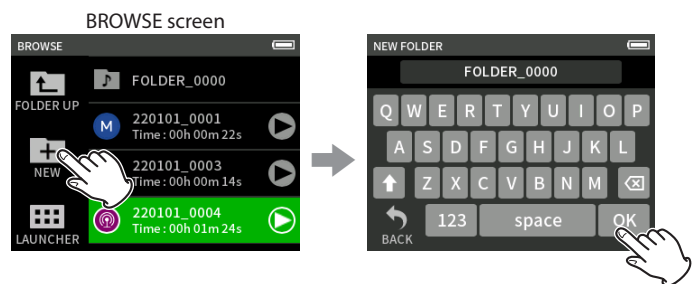 BROWSE screen
BROWSE
FOLDER UP
NEW
LAUNCHER
FOLDER_0000
M
220101_0001
Time : 00h 00m 22s
220101_0003
Time : 00h 00m 14s
220101_0004
Time : 00h 01m 24s
NEW FOLDER
FOLDER_0000
Q W E R T Y U I O P
A S D F G H J K L
Z X C V B N M
BACK
123 space OK